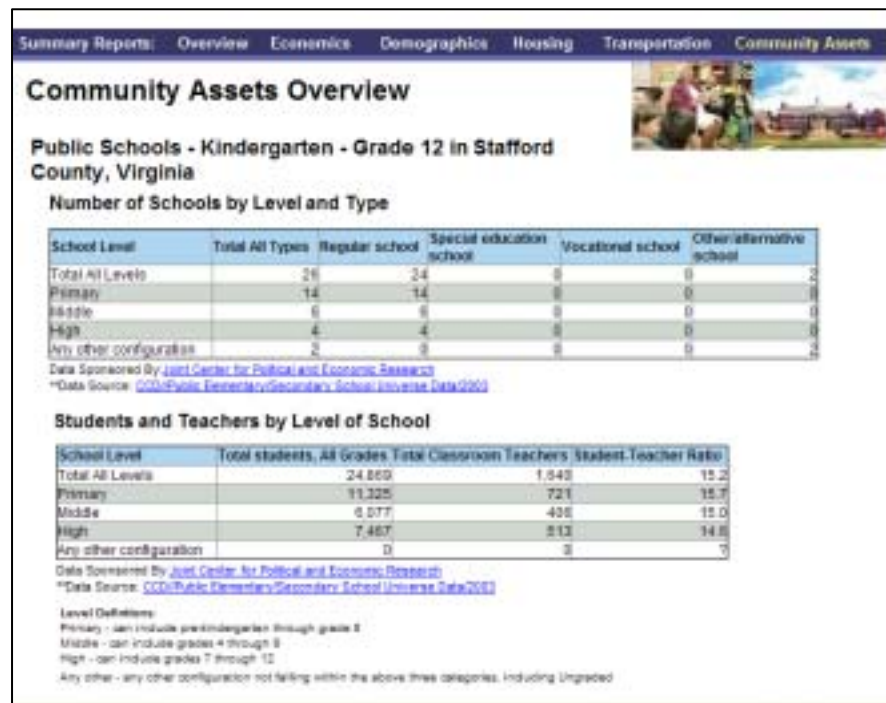 Summary Reports: Overview Economics Demographics Housing Transportation Community Assets
Community Assets Overview
Public Schools - Kindergarten - Grade 12 in Stafford
County, Virginia
Number of Schools by Level and Type
School Level Total All Types Regular school Special education school Vocational school Other/alternative school
Total All Levels 26 24 0 0 2
Primary 14 14 0 0 0
Middle 6 6 0 0 0
High 4 4 0 0 0
Any other configuration 2 0 0 0 2
Data Sponsored By Joint Center for Political and Economic Research
**Data Source: CCD/Public Elementary/Secondary School Universe Data/2003
Students and Teachers by Level of School
School Level Total students, All Grades Total Classroom Teachers Student-Teacher Ratio
Total All Levels 24,869 1,640 15.2
Primary 11,325 721 15.7
Middle 6,077 406 15.0
High 7,467 513 14.6
Any other configuration 0 0 ?
Data Sponsored By Joint Center for Political and Economic Research
**Data Source: CCD/Public Elementary/Secondary School Universe Data/2003
Level Definitions:
Primary - can include prekindergarten through grade 8
Middle - can include grades 4 through 9
High - can include grades 7 through 12
Any other - any other configuration not falling within the above three categories, including Ungraded